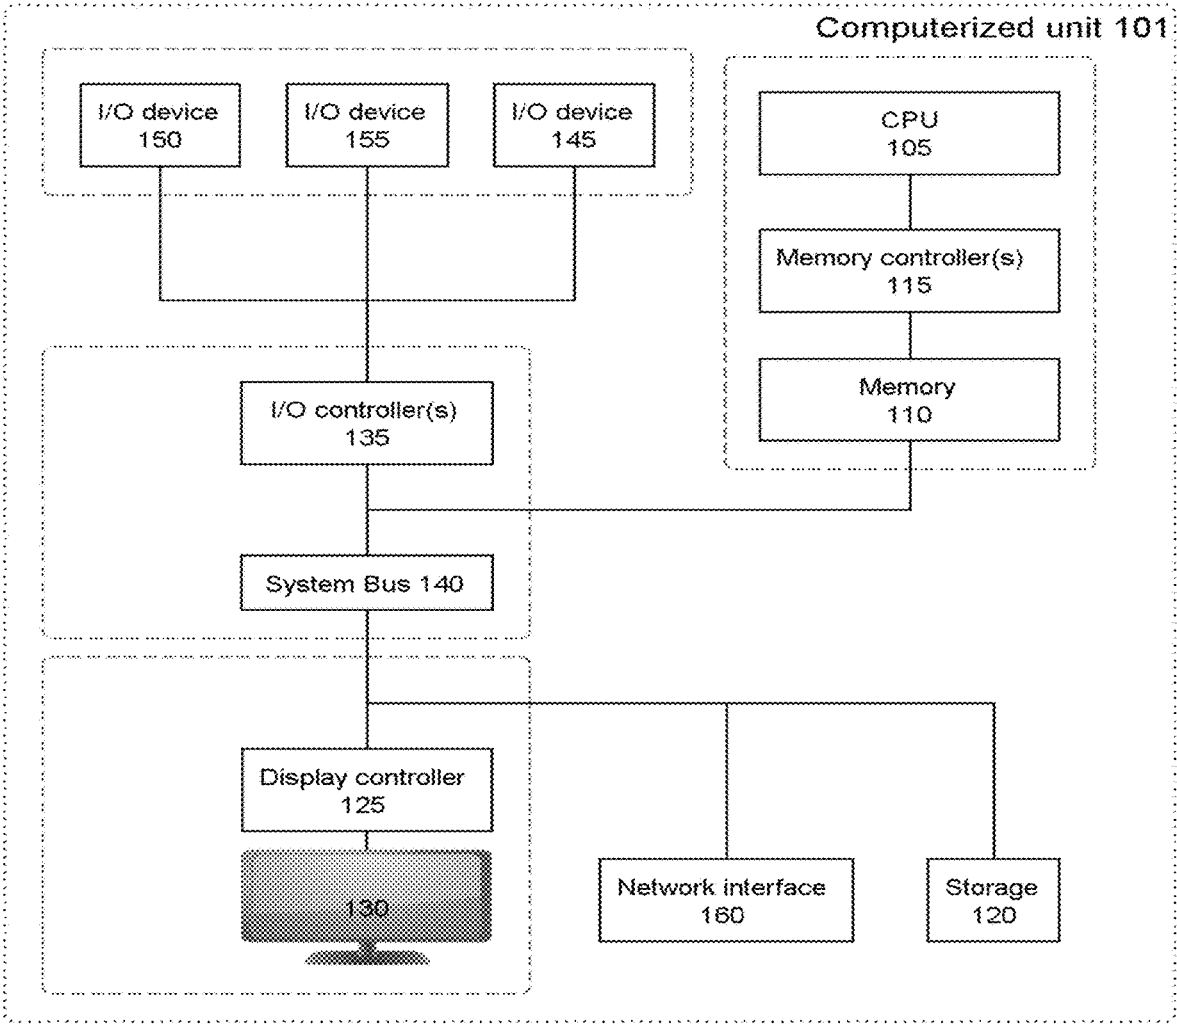 Computerized unit 101
I/O device
150
I/O device
155
I/O device
145
CPU
105
Memory controller(s)
115
Memory
110
I/O controller(s)
135
System Bus 140
Display controller
125
130
Network interface
160
Storage
120